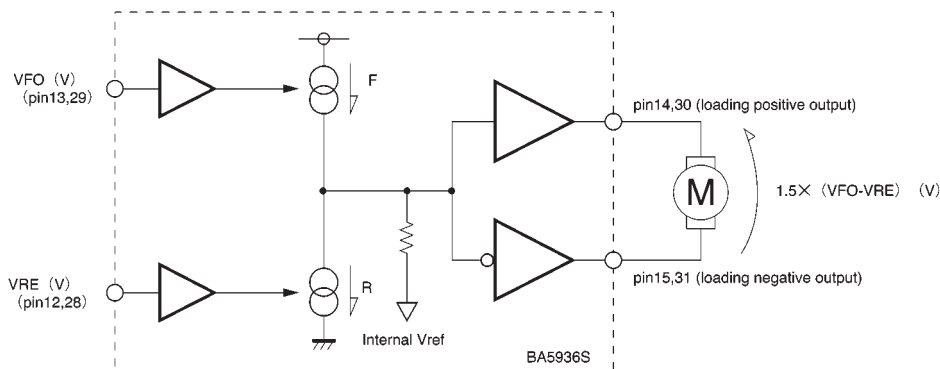 VFO (V)
(pin13,29)
F
pin14,30 (loading positive output)
M
1.5× (VFO-VRE) (V)
VRE (V)
(pin12,28)
R
pin15,31 (loading negative output)
Internal Vref
BA5936S